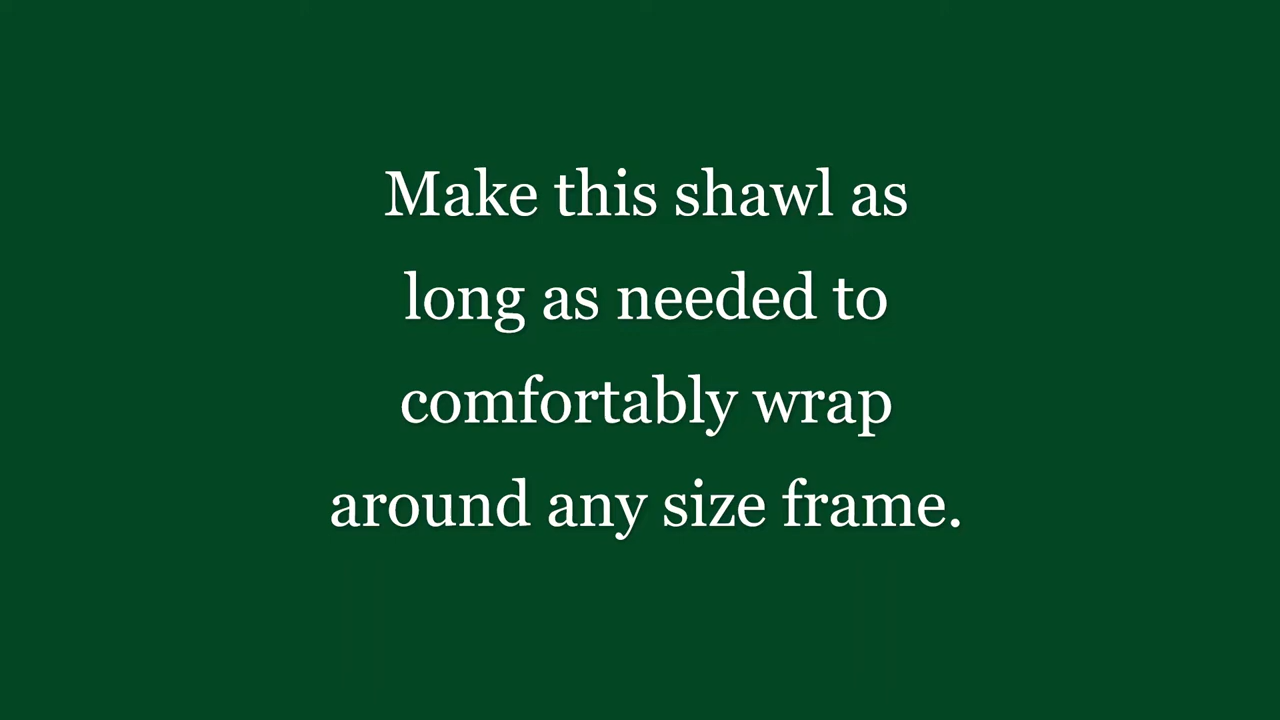 Make this shawl as
long as needed to
comfortably wrap
around any size frame.